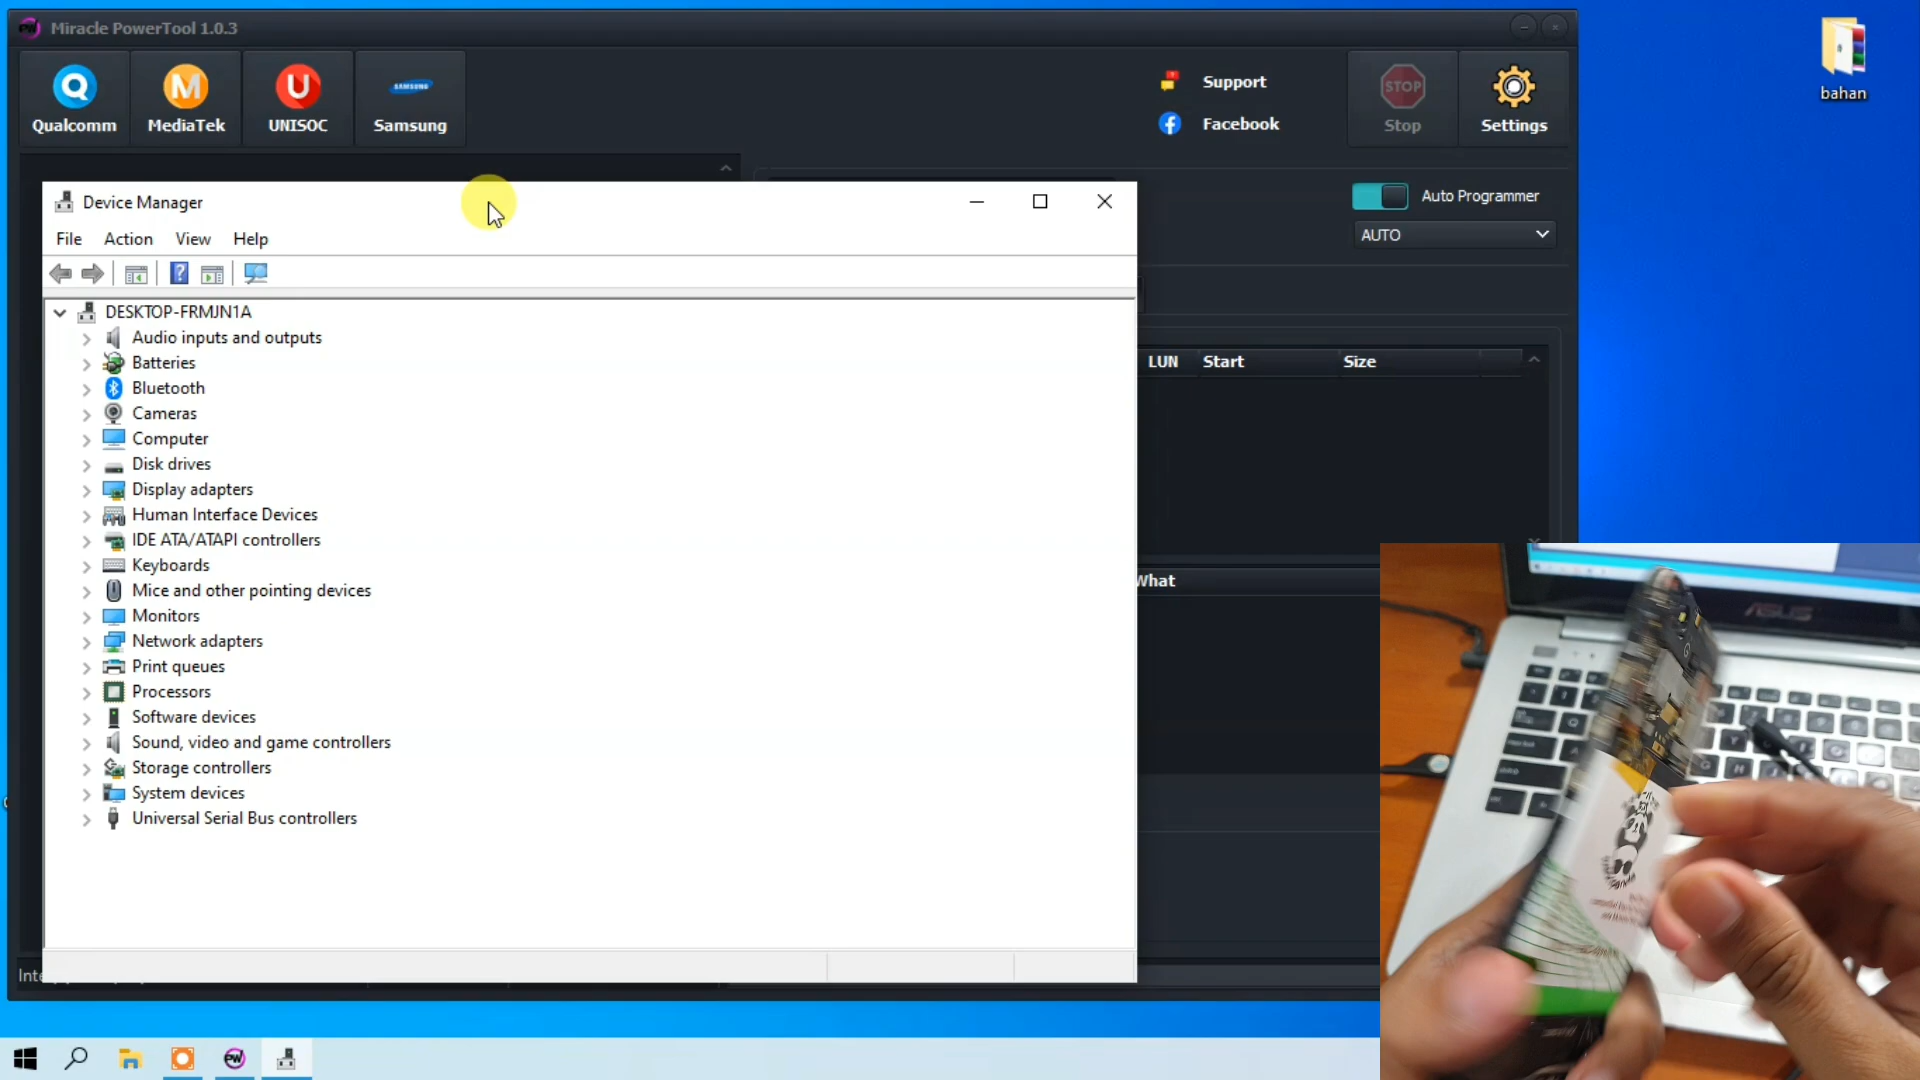 Miracle PowerTool 1.0.3
Qualcomm
MediaTek
UNISOC
SAMSUNG
Samsung
Support
Facebook
STOP
Stop
Settings
bahan
Auto Programmer
AUTO
LUN Start Size
What
Device Manager
File Action View Help
DESKTOP-FRMJN1A
Audio inputs and outputs
Batteries
Bluetooth
Cameras
Computer
Disk drives
Display adapters
Human Interface Devices
IDE ATA/ATAPI controllers
Keyboards
Mice and other pointing devices
Monitors
Network adapters
Print queues
Processors
Software devices
Sound, video and game controllers
Storage controllers
System devices
Universal Serial Bus controllers
ASUS